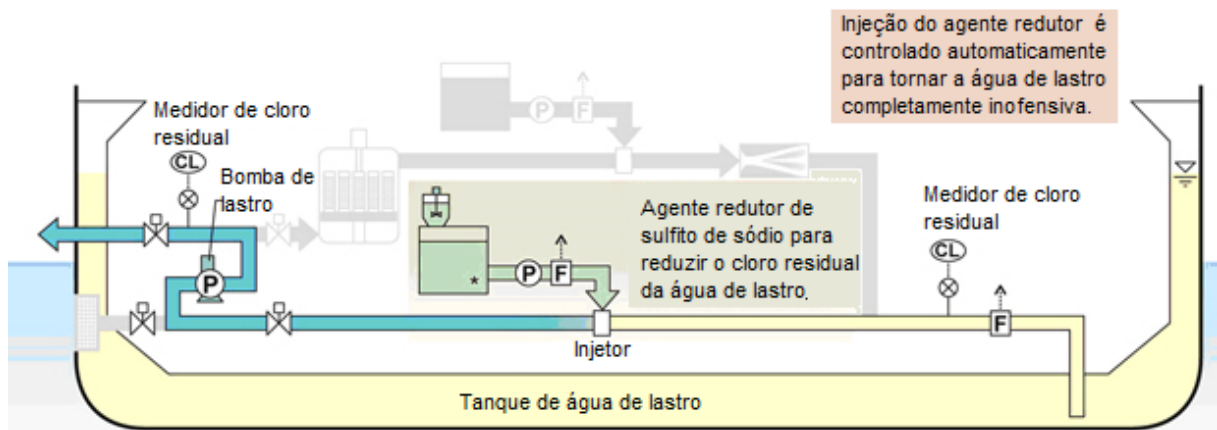 Injeção do agente redutor é
controlado automaticamente
para tornar a água de lastro
completamente inofensiva.
Medidor de cloro
residual
CL
Bomba de
lastro
P
P
F
Agente redutor de
sulfito de sódio para
reduzir o cloro residual
da água de lastro.
*
P
F
Medidor de cloro
residual
CL
F
Injetor
Tanque de água de lastro